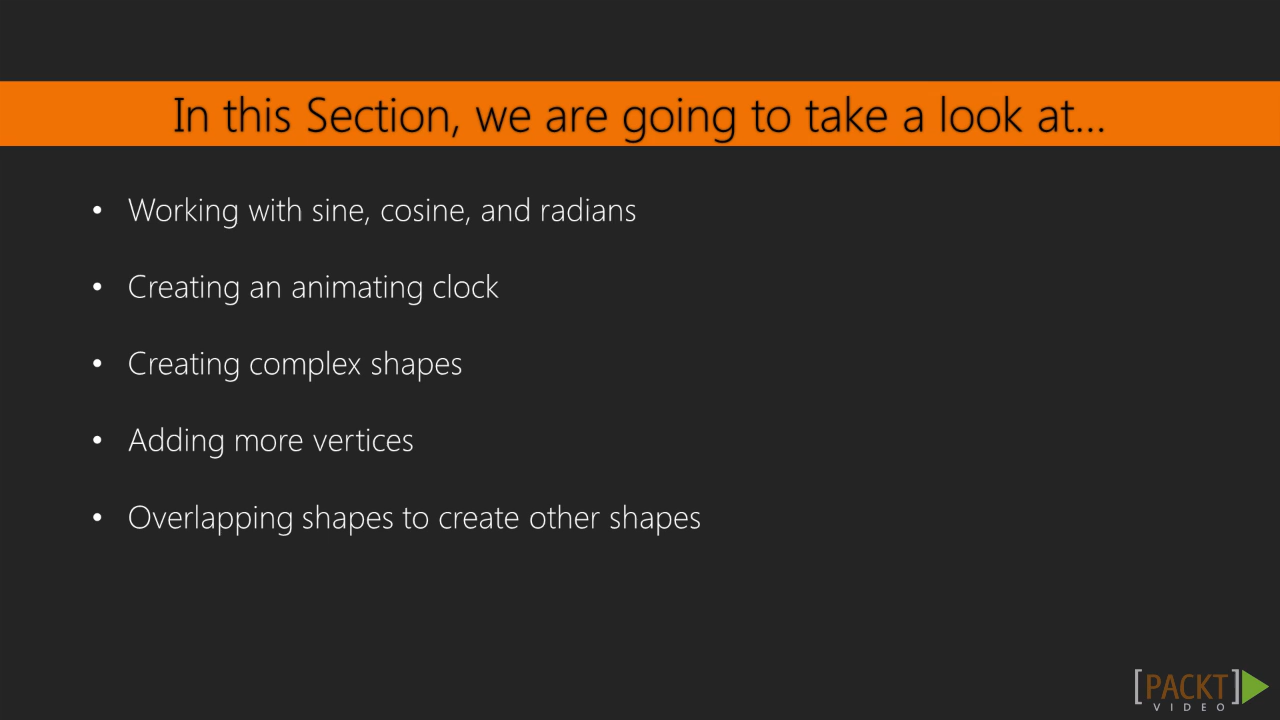 In this Section, we are going to take a look at...
• Working with sine, cosine, and radians
• Creating an animating clock
• Creating complex shapes
• Adding more vertices
• Overlapping shapes to create other shapes
[PACKT]
VIDEO